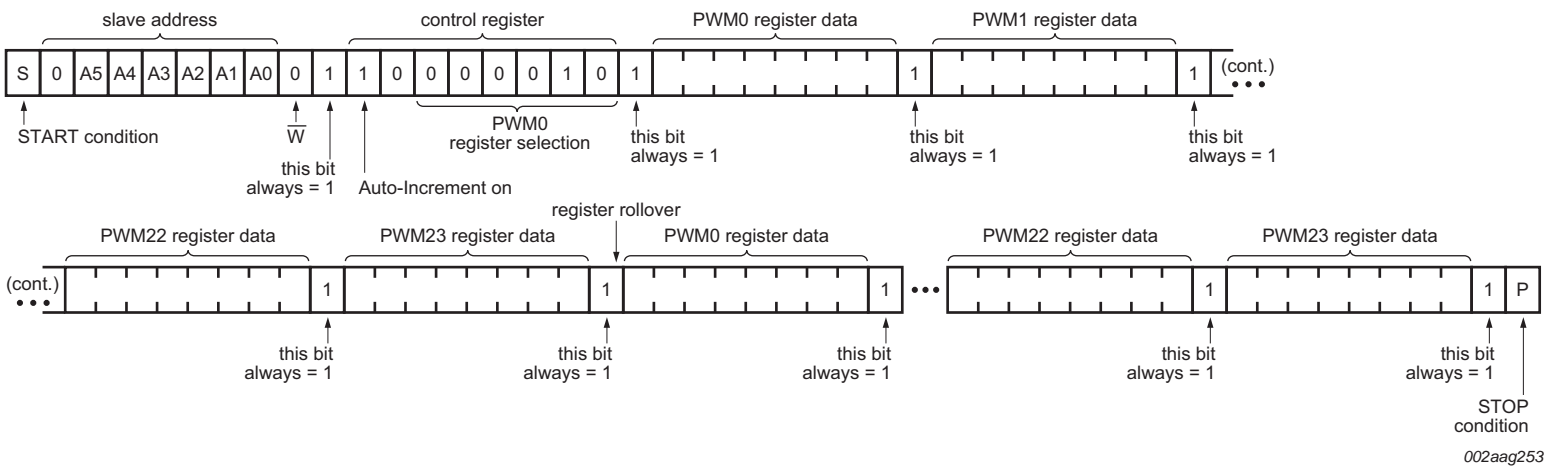 slave address
control register
PWM0 register data
PWM1 register data
S 0 A5 A4 A3 A2 A1 A0 0 1 1 0 0 0 0 0 1 0 1 1 1 (cont.)
START condition
W
this bit
always = 1
Auto-Increment on
PWM0
register selection
this bit
always = 1
this bit
always = 1
this bit
always = 1
register rollover
PWM22 register data
PWM23 register data
PWM0 register data
PWM22 register data
PWM23 register data
(cont.) 1 1 1 1 1 P
this bit
always = 1
this bit
always = 1
this bit
always = 1
this bit
always = 1
this bit
always = 1
STOP
condition
002aag253